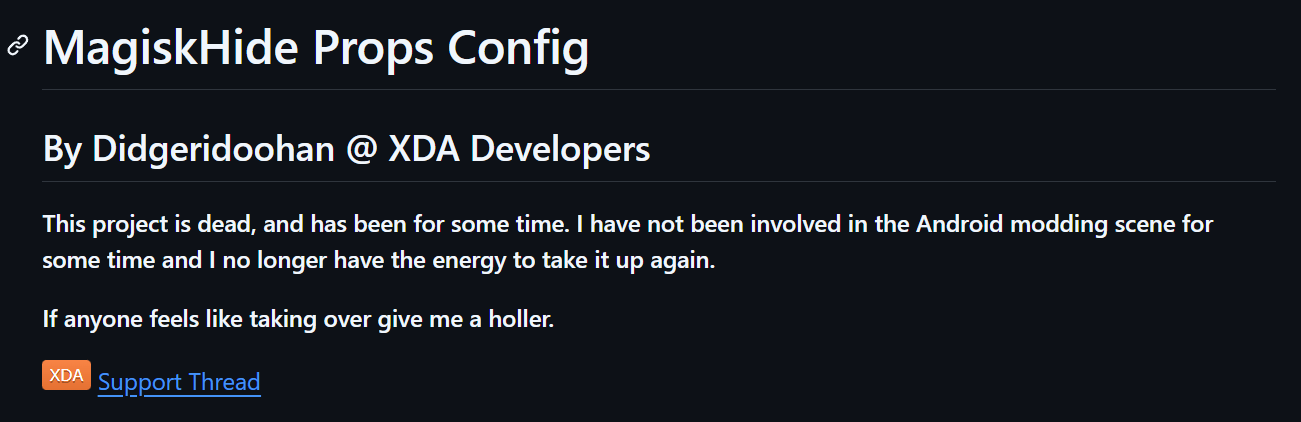 MagiskHide Props Config
By Didgeridoohan @ XDA Developers
This project is dead, and has been for some time. I have not been involved in the Android modding scene for
some time and I no longer have the energy to take it up again.
If anyone feels like taking over give me a holler.
XDA Support Thread